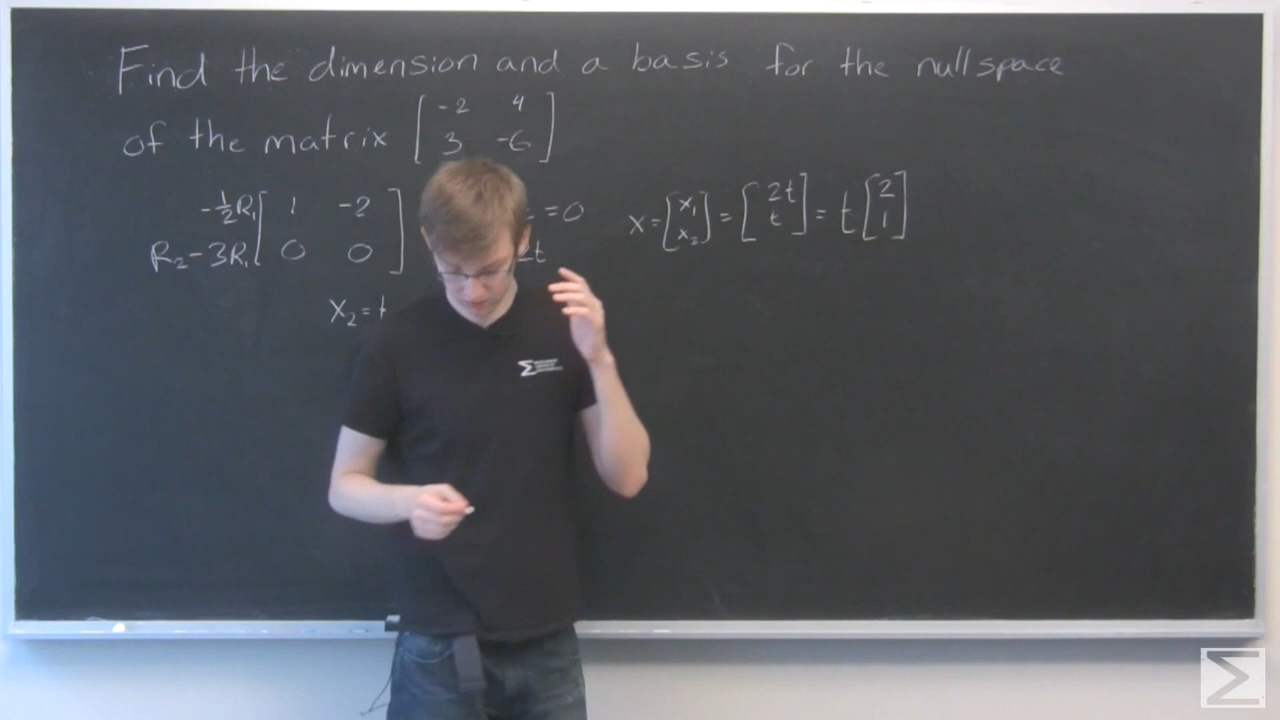 Find the dimension and a basis for the nullspace
of the matrix [-2 4
3 -6]
-½R₁ [1 -2
R₂-3R₁ 0 0]
=0
2t
x₂=t
x = [x₁ x₂] = [2t t] = t [2 1]
Σ
Σ